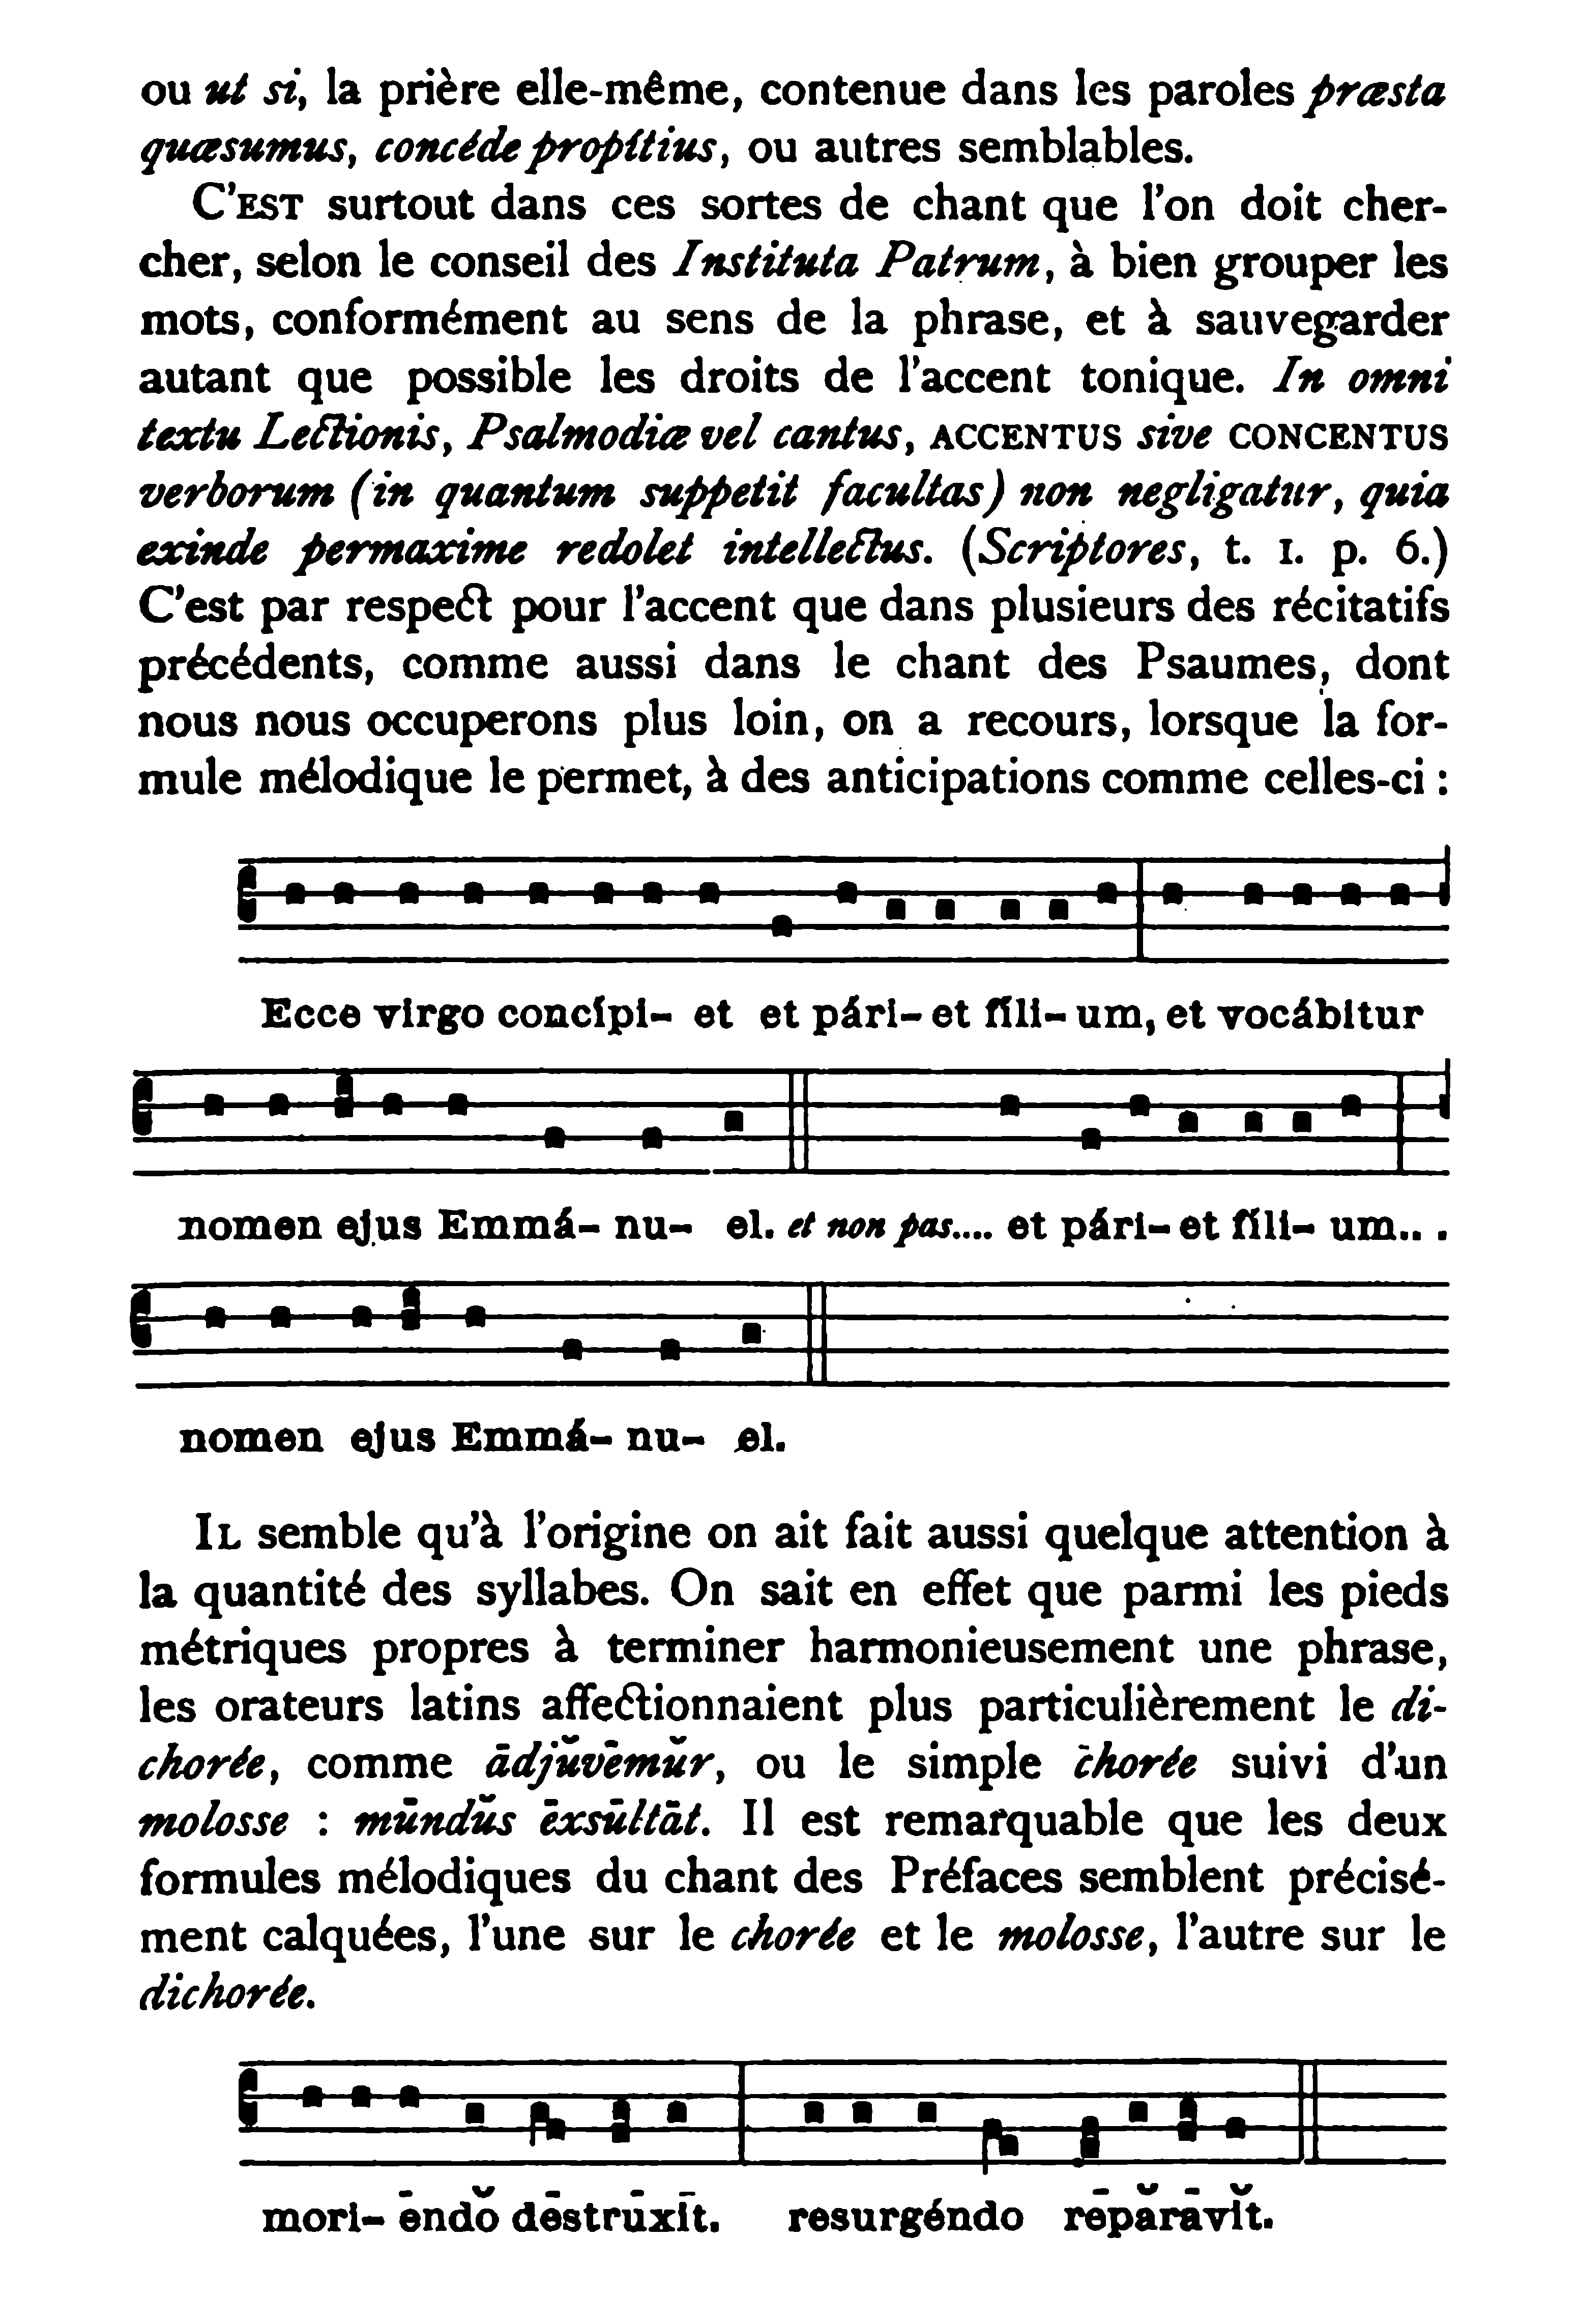 ou ut si, la prière elle-même, contenue dans les paroles præsta
quæsumus, concéde propítius, ou autres semblables.
C'EST surtout dans ces sortes de chant que l'on doit cher-
cher, selon le conseil des Instituta Patrum, à bien grouper les
mots, conformément au sens de la phrase, et à sauvegarder
autant que possible les droits de l'accent tonique. In omni
textu Lectionis, Psalmodiæ vel cantus, ACCENTUS sive CONCENTUS
verborum (in quantum suppetit facultas) non negligatur, quia
exinde permaxime redolet intellectus. (Scriptores, t. I. p. 6.)
C'est par respect pour l'accent que dans plusieurs des récitatifs
précédents, comme aussi dans le chant des Psaumes, dont
nous nous occuperons plus loin, on a recours, lorsque la for-
mule mélodique le permet, à des anticipations comme celles-ci :
Ecce virgo concípi- et et pári- et fíli- um, et vocábitur
nomen ejus Emmá- nu- el. et non pas.... et pári- et fíli- um.. .
nomen ejus Emmá- nu- el.
IL semble qu'à l'origine on ait fait aussi quelque attention à
la quantité des syllabes. On sait en effet que parmi les pieds
métriques propres à terminer harmonieusement une phrase,
les orateurs latins affectionnaient plus particulièrement le di-
chorée, comme ādjŭvēmŭr, ou le simple chorée suivi d'un
molosse : mūndŭs ēxsūltāt. Il est remarquable que les deux
formules mélodiques du chant des Préfaces semblent précisé-
ment calquées, l'une sur le chorée et le molosse, l'autre sur le
dichorée.
mori- ēndŏ dēstrūxīt. resurgéndo rēpărāvĭt.